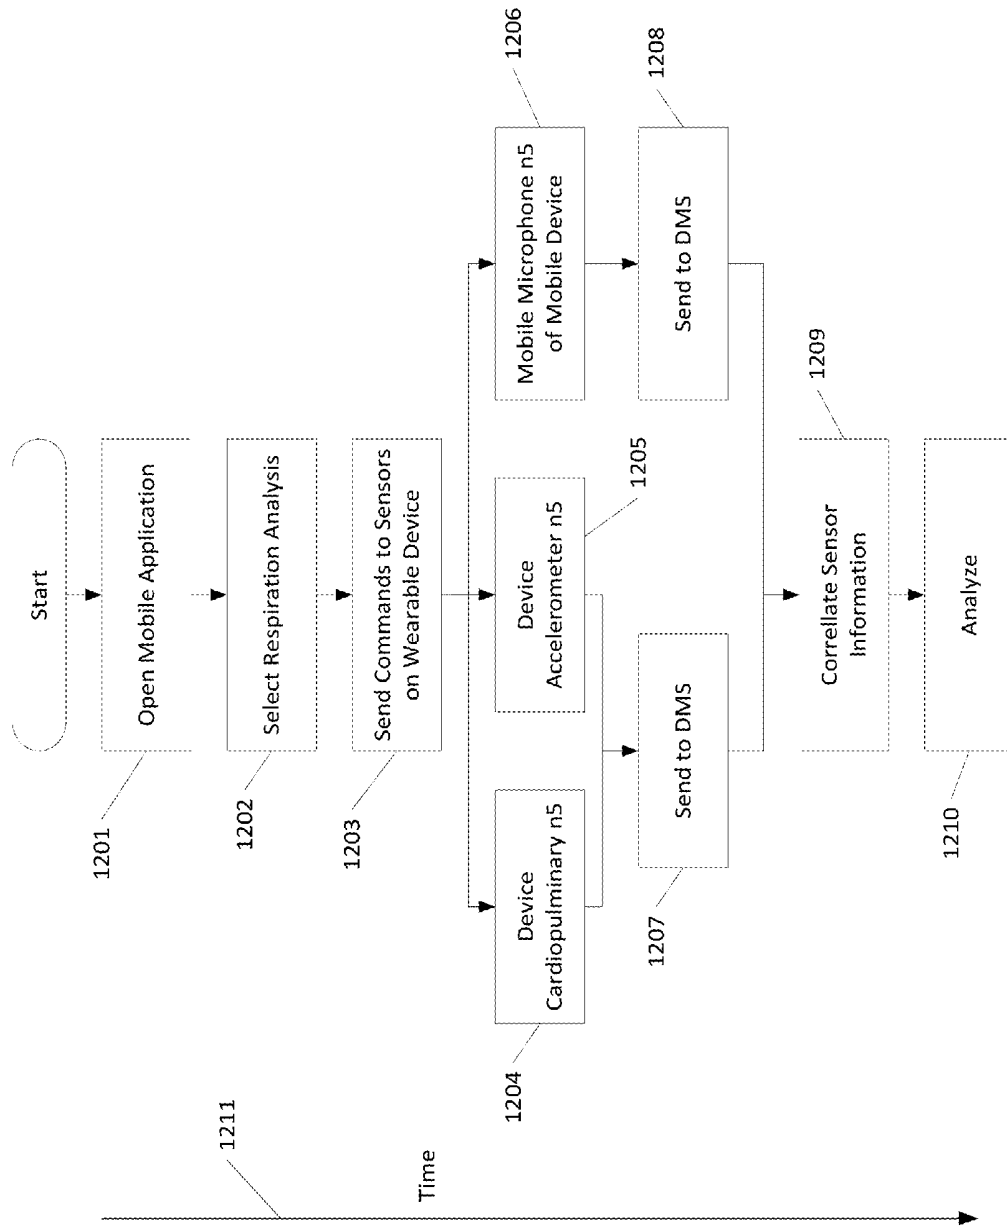 Start
Open Mobile Application
1201
Select Respiration Analysis
1202
Send Commands to Sensors
on Wearable Device
1203
Device
Cardiopulminary n5
1204
Device
Accelerometer n5
1205
Mobile Microphone n5
of Mobile Device
1206
Send to DMS
1207
Send to DMS
1208
Correllate Sensor
Information
1209
Analyze
1210
1211
Time